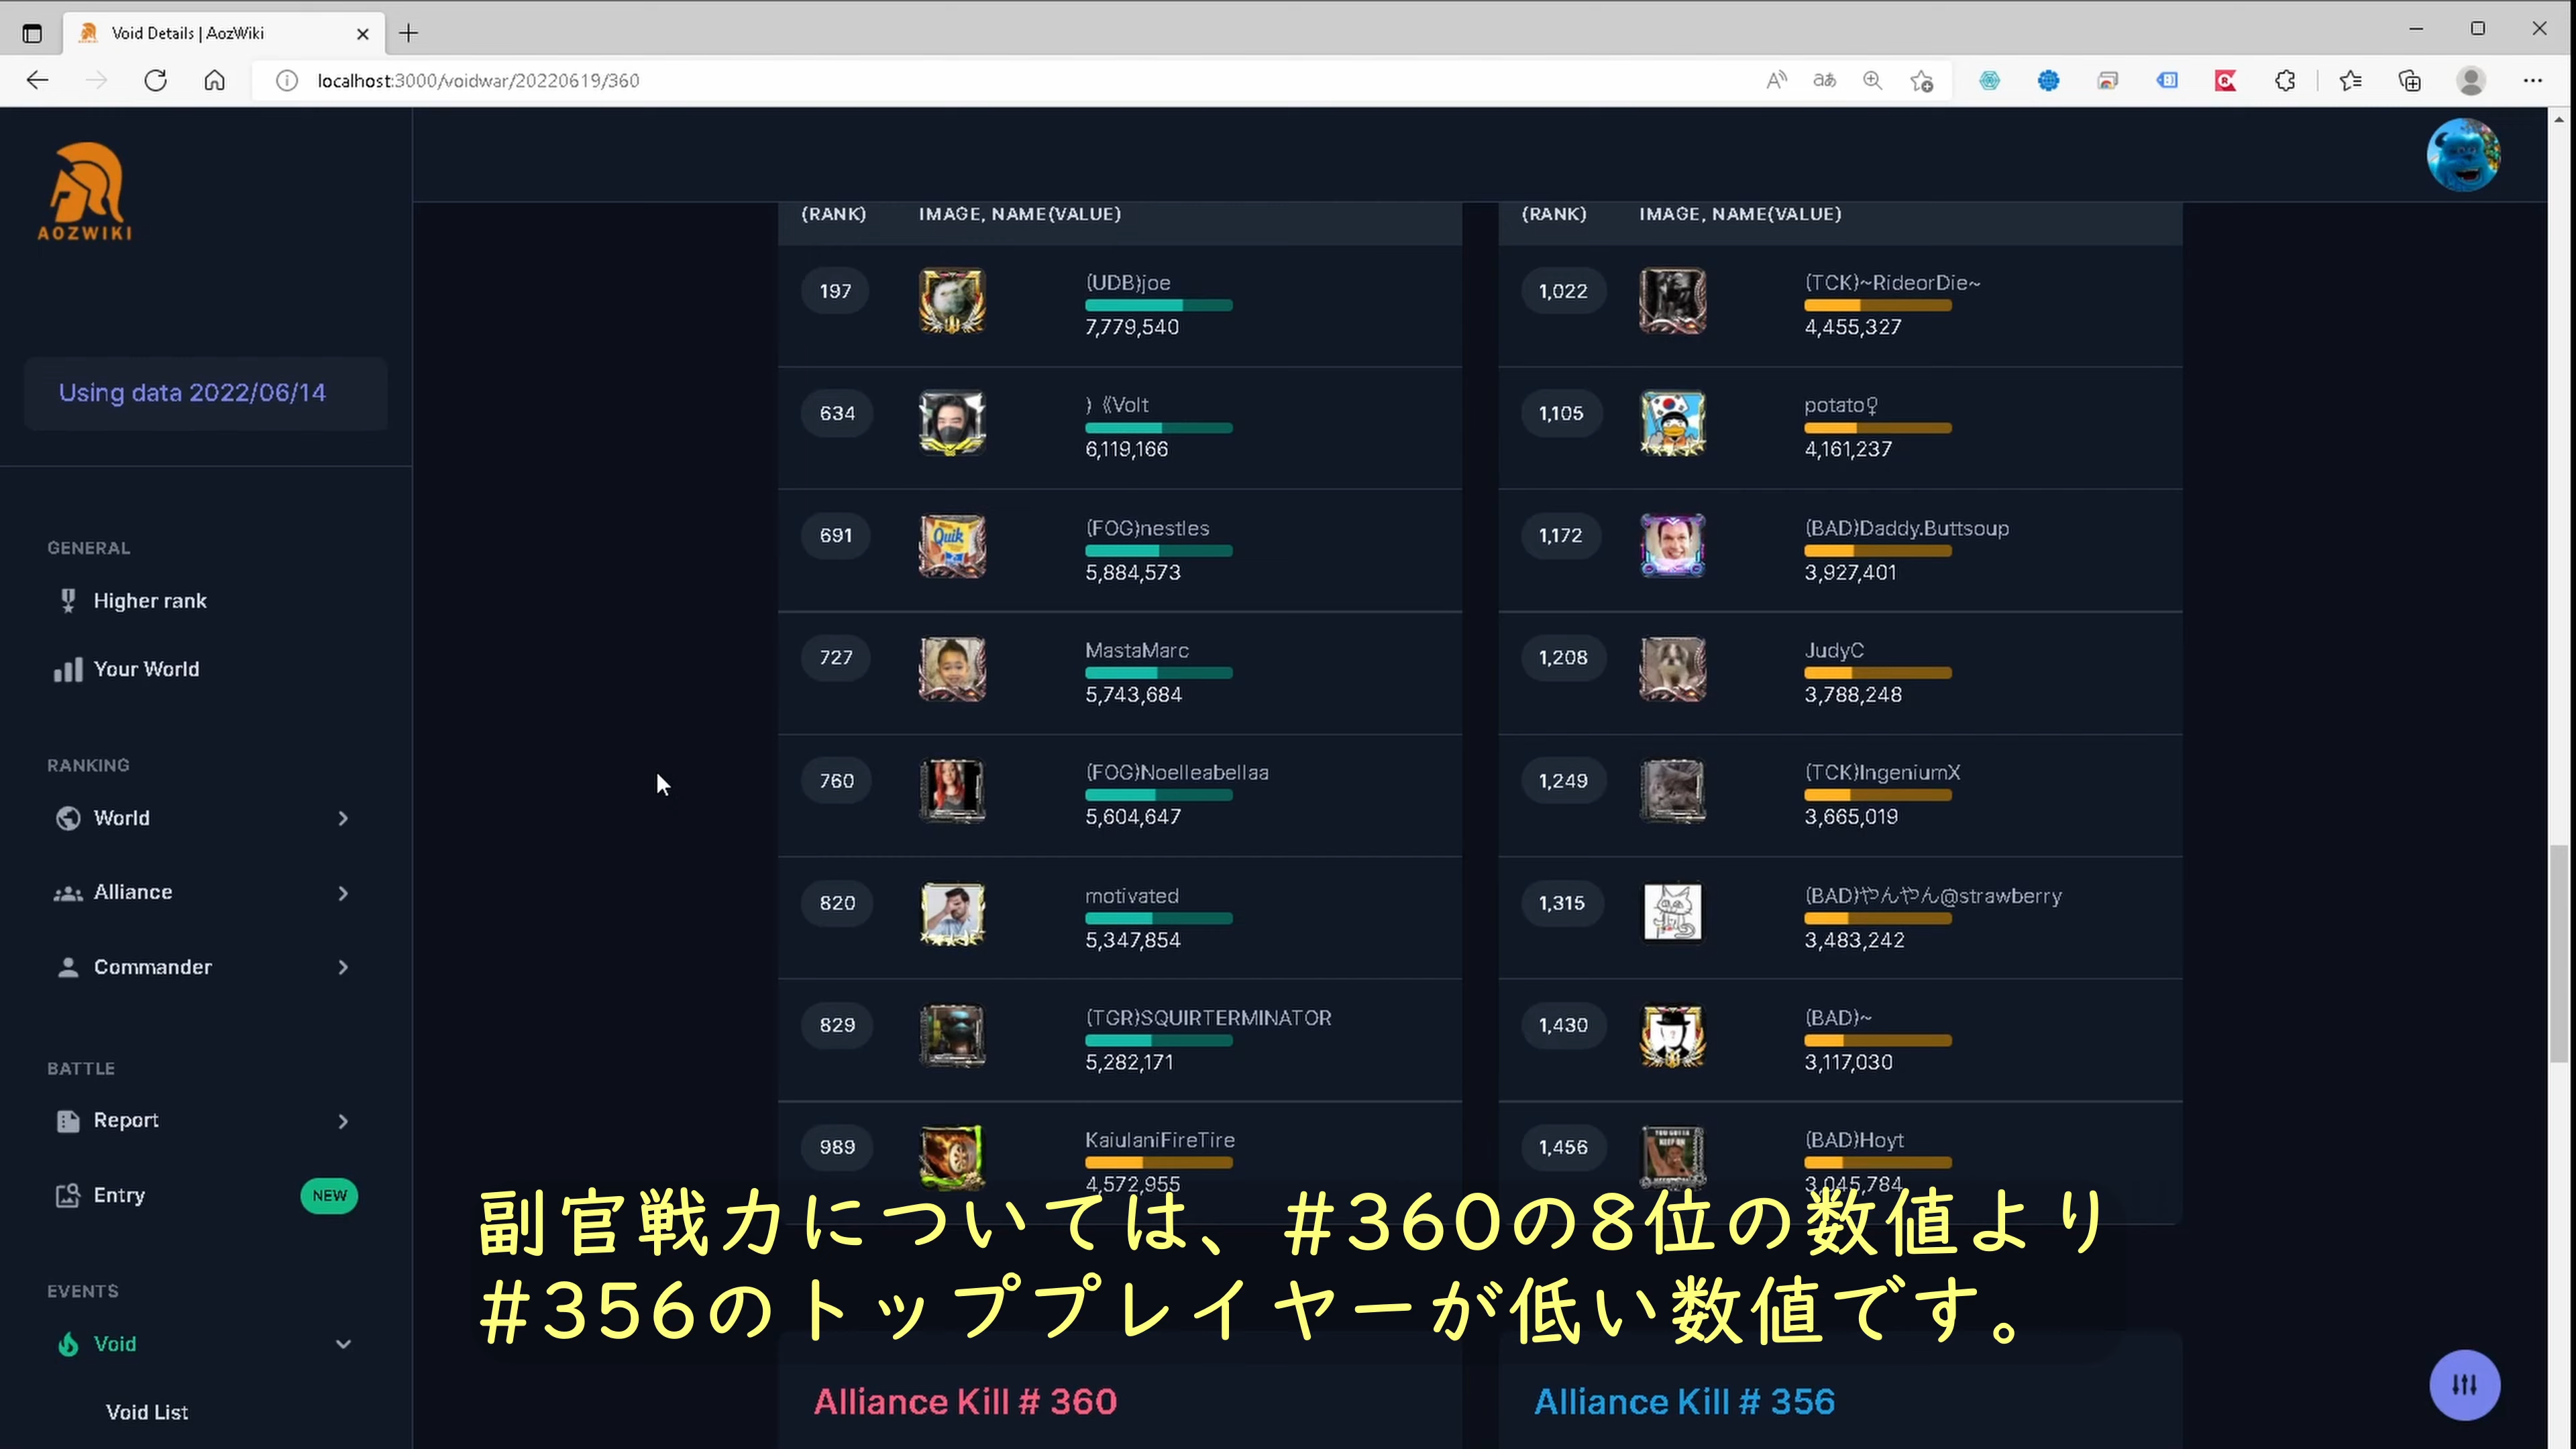 Void Details | AozWiki
localhost:3000/voidwar/20220619/360
AOZWIKI
Using data 2022/06/14
GENERAL
Higher rank
Your World
RANKING
World
Alliance
Commander
BATTLE
Report
Entry
NEW
EVENTS
Void
Void List
(RANK)
IMAGE, NAME(VALUE)
197
(UDB)joe
7,779,540
634
》《Volt
6,119,166
691
(FOG)nestles
5,884,573
727
MastaMarc
5,743,684
760
(FOG)Noelleabellaa
5,604,647
820
motivated
5,347,854
829
(TGR)SQUIRTERMINATOR
5,282,171
989
KaiulaniFireTire
4,572,955
(RANK)
IMAGE, NAME(VALUE)
1,022
(TCK)~RideorDie~
4,455,327
1,105
potato♀
4,161,237
1,172
(BAD)Daddy.Buttsoup
3,927,401
1,208
JudyC
3,788,248
1,249
(TCK)IngeniumX
3,665,019
1,315
(BAD)やんやん@strawberry
3,483,242
1,430
(BAD)~
3,117,030
1,456
(BAD)Hoyt
3,045,784
副官戦力については、#360の8位の数値より
#356のトッププレイヤーが低い数値です。
Alliance Kill # 360
Alliance Kill # 356